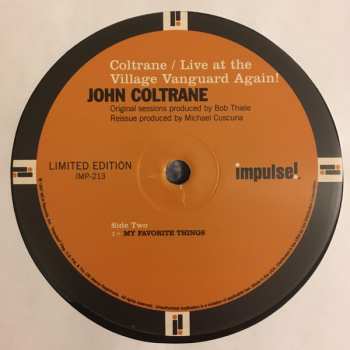 Coltrane / Live at the
Village Vanguard Again!
JOHN COLTRANE
Original sessions produced by Bob Thiele
Reissue produced by Michael Cuscuna
LIMITED EDITION
IMP-213
impulse!
Side Two
1 - MY FAVORITE THINGS